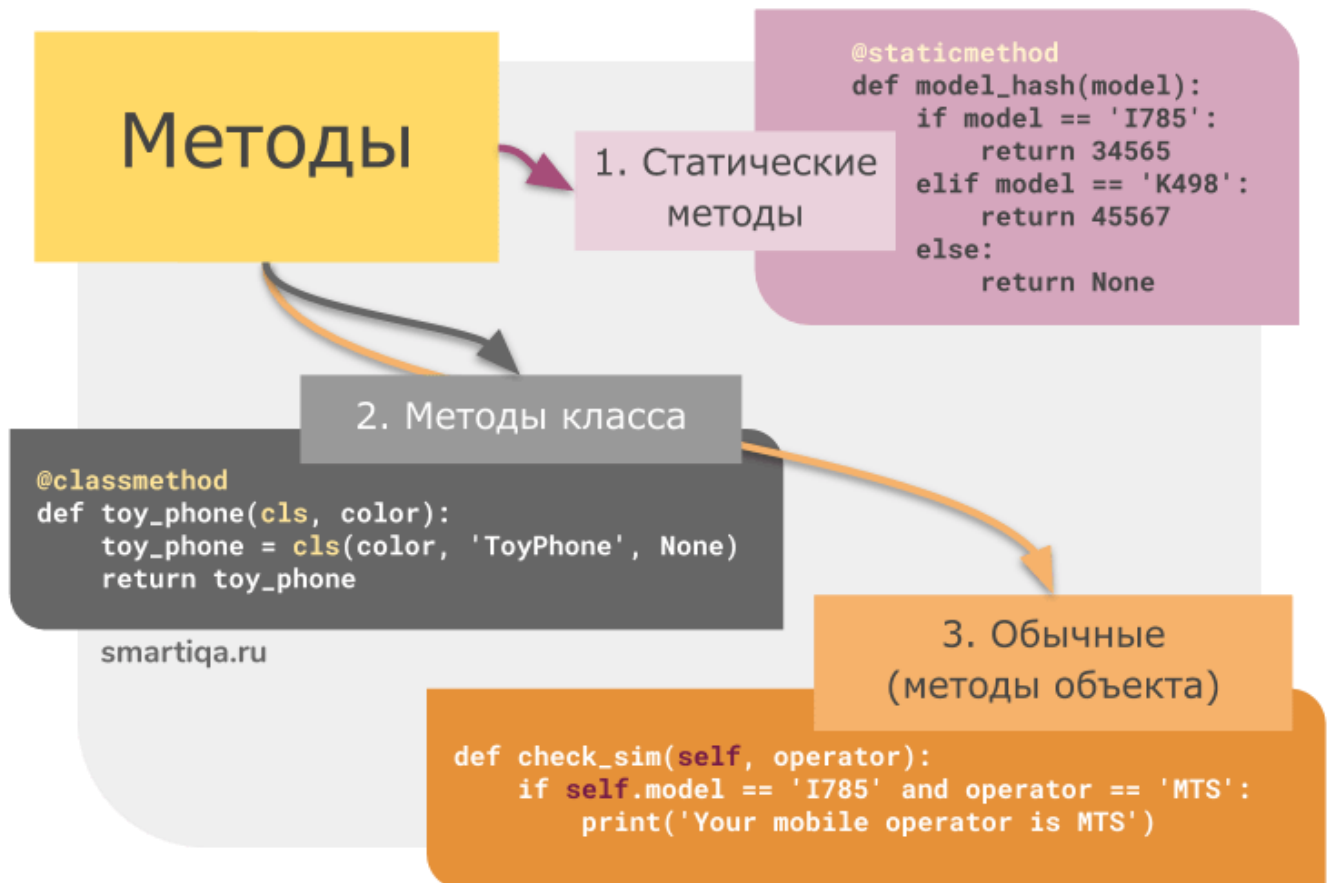 Методы
1. Статические
методы
@staticmethod
def model_hash(model):
    if model == 'I785':
        return 34565
    elif model == 'K498':
        return 45567
    else:
        return None
2. Методы класса
@classmethod
def toy_phone(cls, color):
    toy_phone = cls(color, 'ToyPhone', None)
    return toy_phone
smartiqa.ru
3. Обычные
(методы объекта)
def check_sim(self, operator):
    if self.model == 'I785' and operator == 'MTS':
        print('Your mobile operator is MTS')